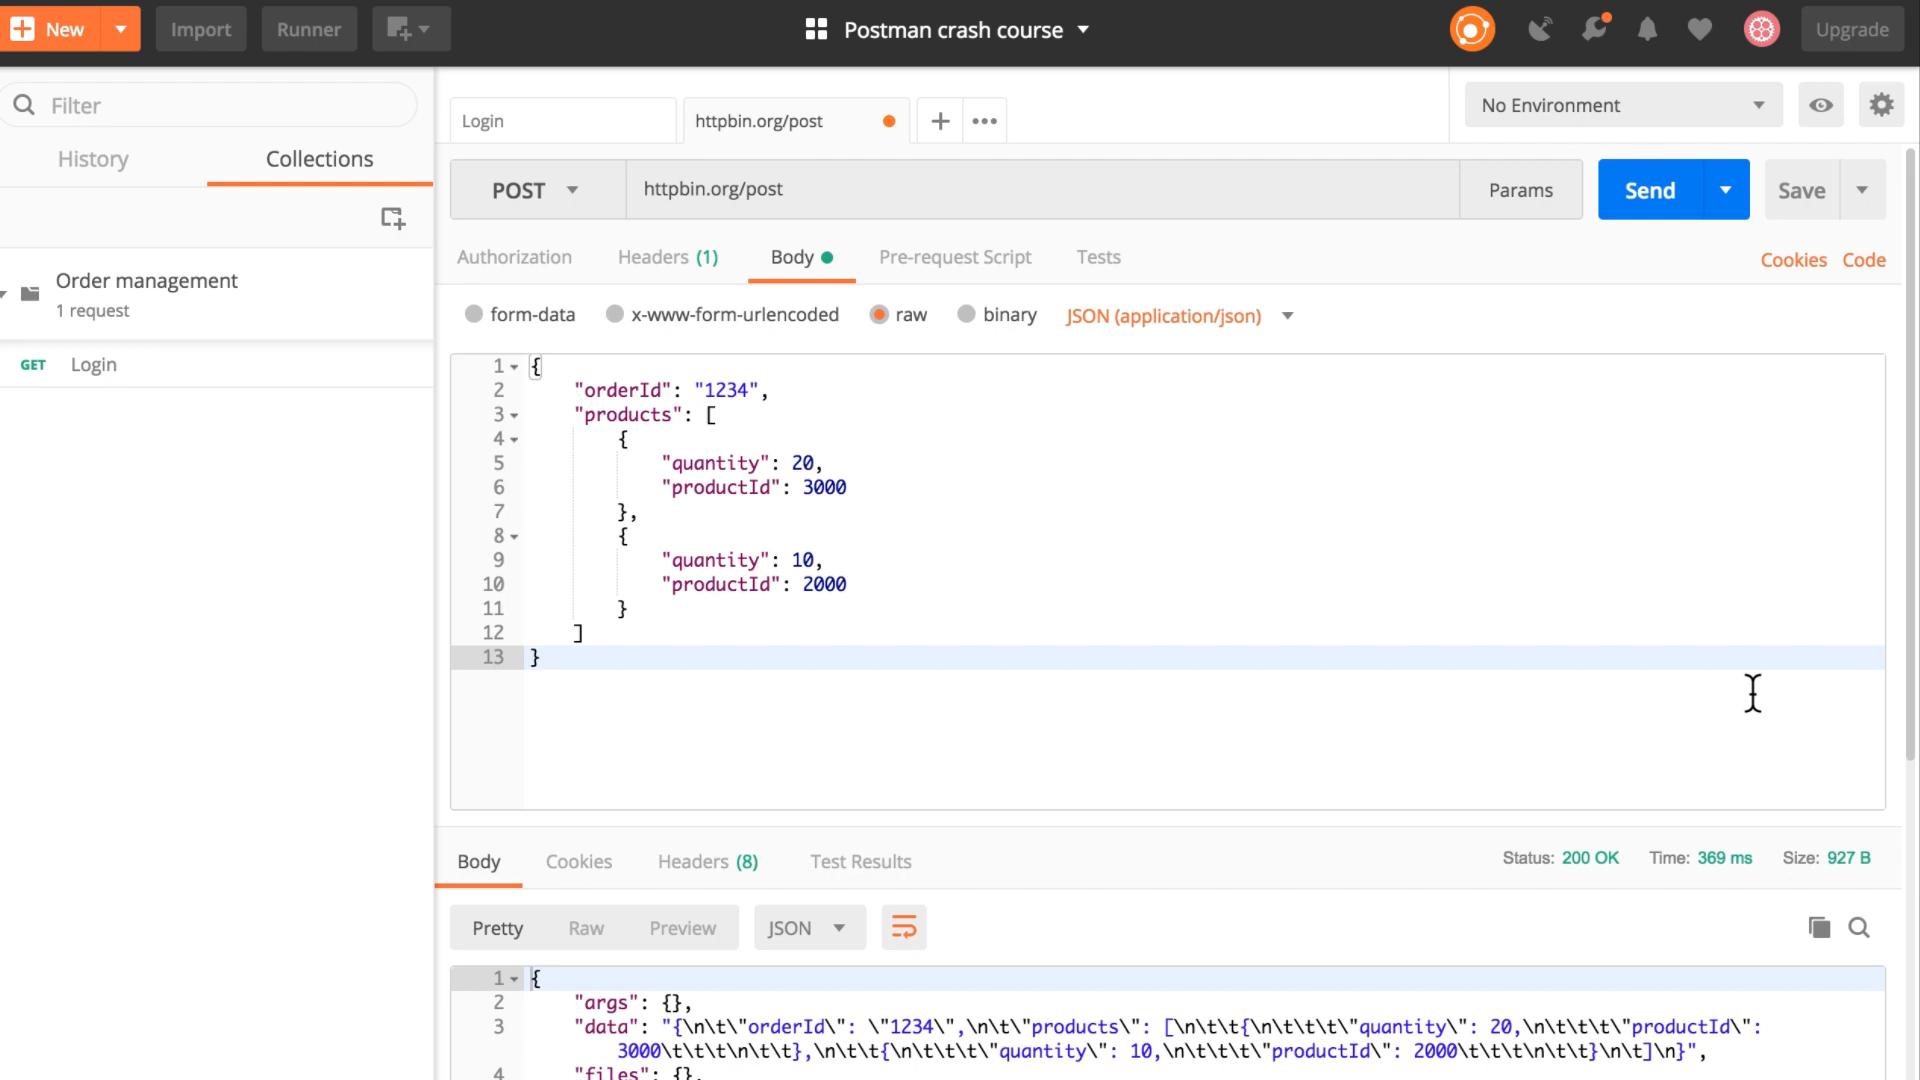 New Import Runner Postman crash course Upgrade
Filter
History Collections
Order management
1 request
GET Login
Login httpbin.org/post No Environment
POST httpbin.org/post Params Send Save
Authorization Headers (1) Body Pre-request Script Tests Cookies Code
form-data x-www-form-urlencoded raw binary JSON (application/json)
1 {
2 "orderId": "1234",
3 "products": [
4 {
5 "quantity": 20,
6 "productId": 3000
7 },
8 {
9 "quantity": 10,
10 "productId": 2000
11 }
12 ]
13 }
Body Cookies Headers (8) Test Results Status: 200 OK Time: 369 ms Size: 927 B
Pretty Raw Preview JSON
1 {
2 "args": {},
3 "data": "{\n\t\"orderId\": \"1234\",\n\t\"products\": [\n\t\t{\n\t\t\t\"quantity\": 20,\n\t\t\t\"productId\":
3000\t\t\t\n\t\t},\n\t\t{\n\t\t\t\"quantity\": 10,\n\t\t\t\"productId\": 2000\t\t\t\n\t\t}\n\t]\n}",
4 "files": {},